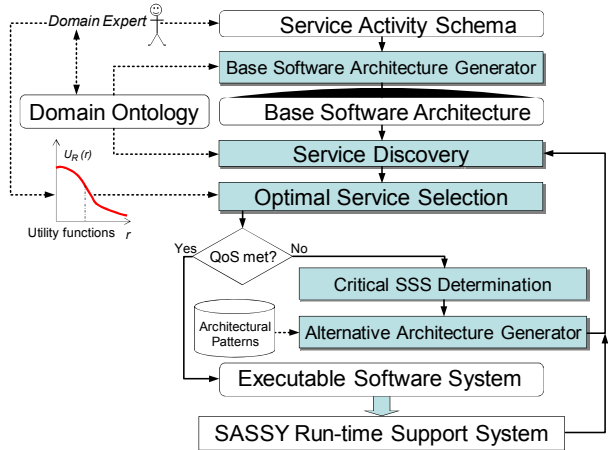 Domain Expert
Service Activity Schema
Base Software Architecture Generator
Domain Ontology
Base Software Architecture
Service Discovery
U_R (r)
Optimal Service Selection
Utility functions
r
Yes
QoS met?
No
Critical SSS Determination
Architectural
Patterns
Alternative Architecture Generator
Executable Software System
SASSY Run-time Support System